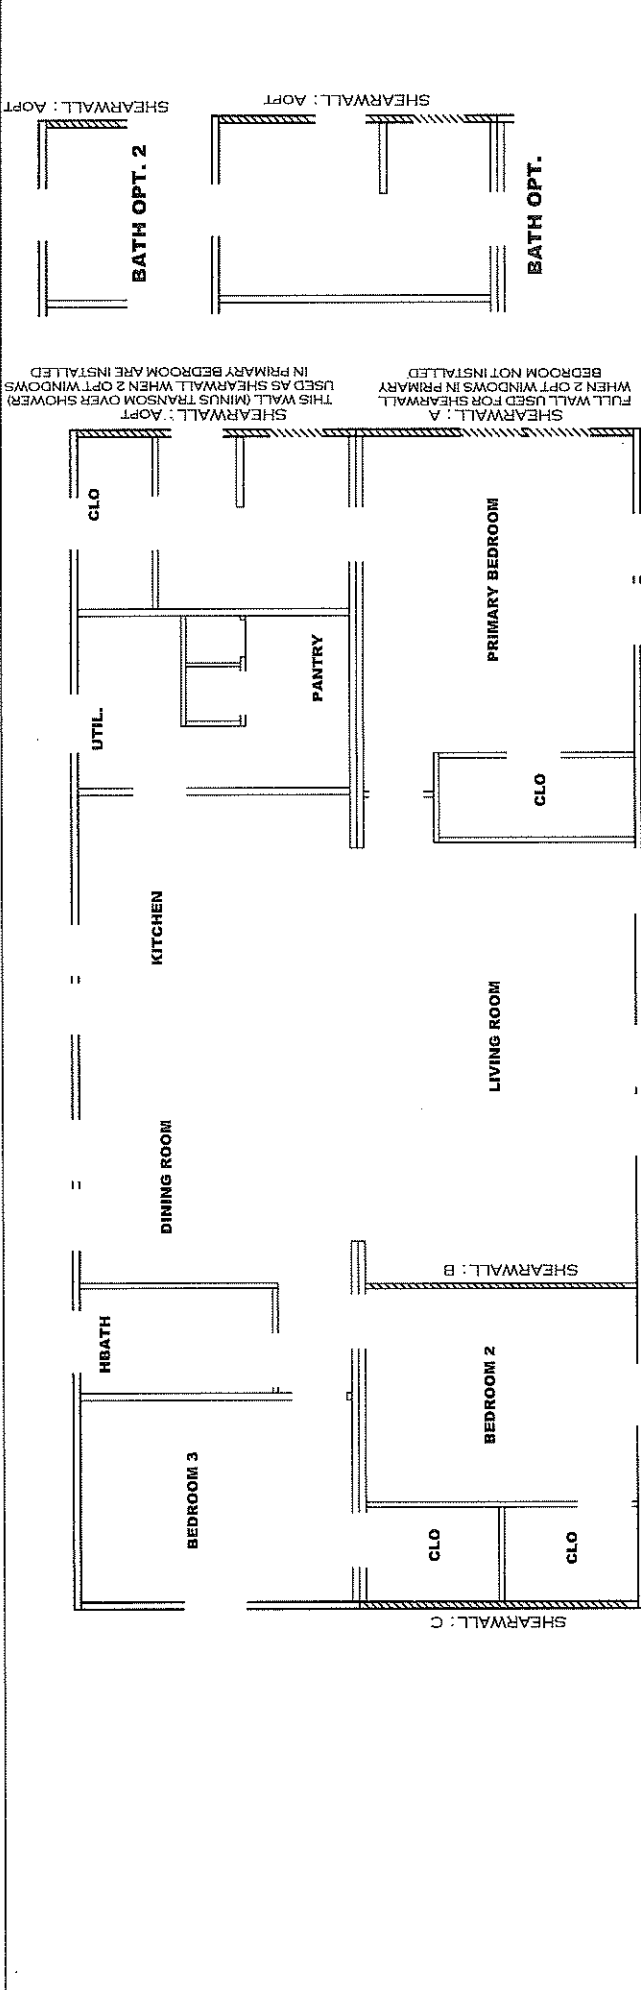 SHEARWALL : AOPT
BATH OPT. 2
SHEARWALL : AOPT
BATH OPT.
SHEARWALL : AOPT
THIS WALL (MINUS TRANSOM OVER SHOWER)
USED AS SHEARWALL WHEN 2 OPT WINDOWS
IN PRIMARY BEDROOM ARE INSTALLED
SHEARWALL : A
FULL WALL USED FOR SHEARWALL
WHEN 2 OPT WINDOWS IN PRIMARY
BEDROOM NOT INSTALLED
CLO
PRIMARY BEDROOM
UTIL.
PANTRY
CLO
KITCHEN
LIVING ROOM
DINING ROOM
SHEARWALL : B
HBATH
BEDROOM 2
BEDROOM 3
CLO
CLO
SHEARWALL : C